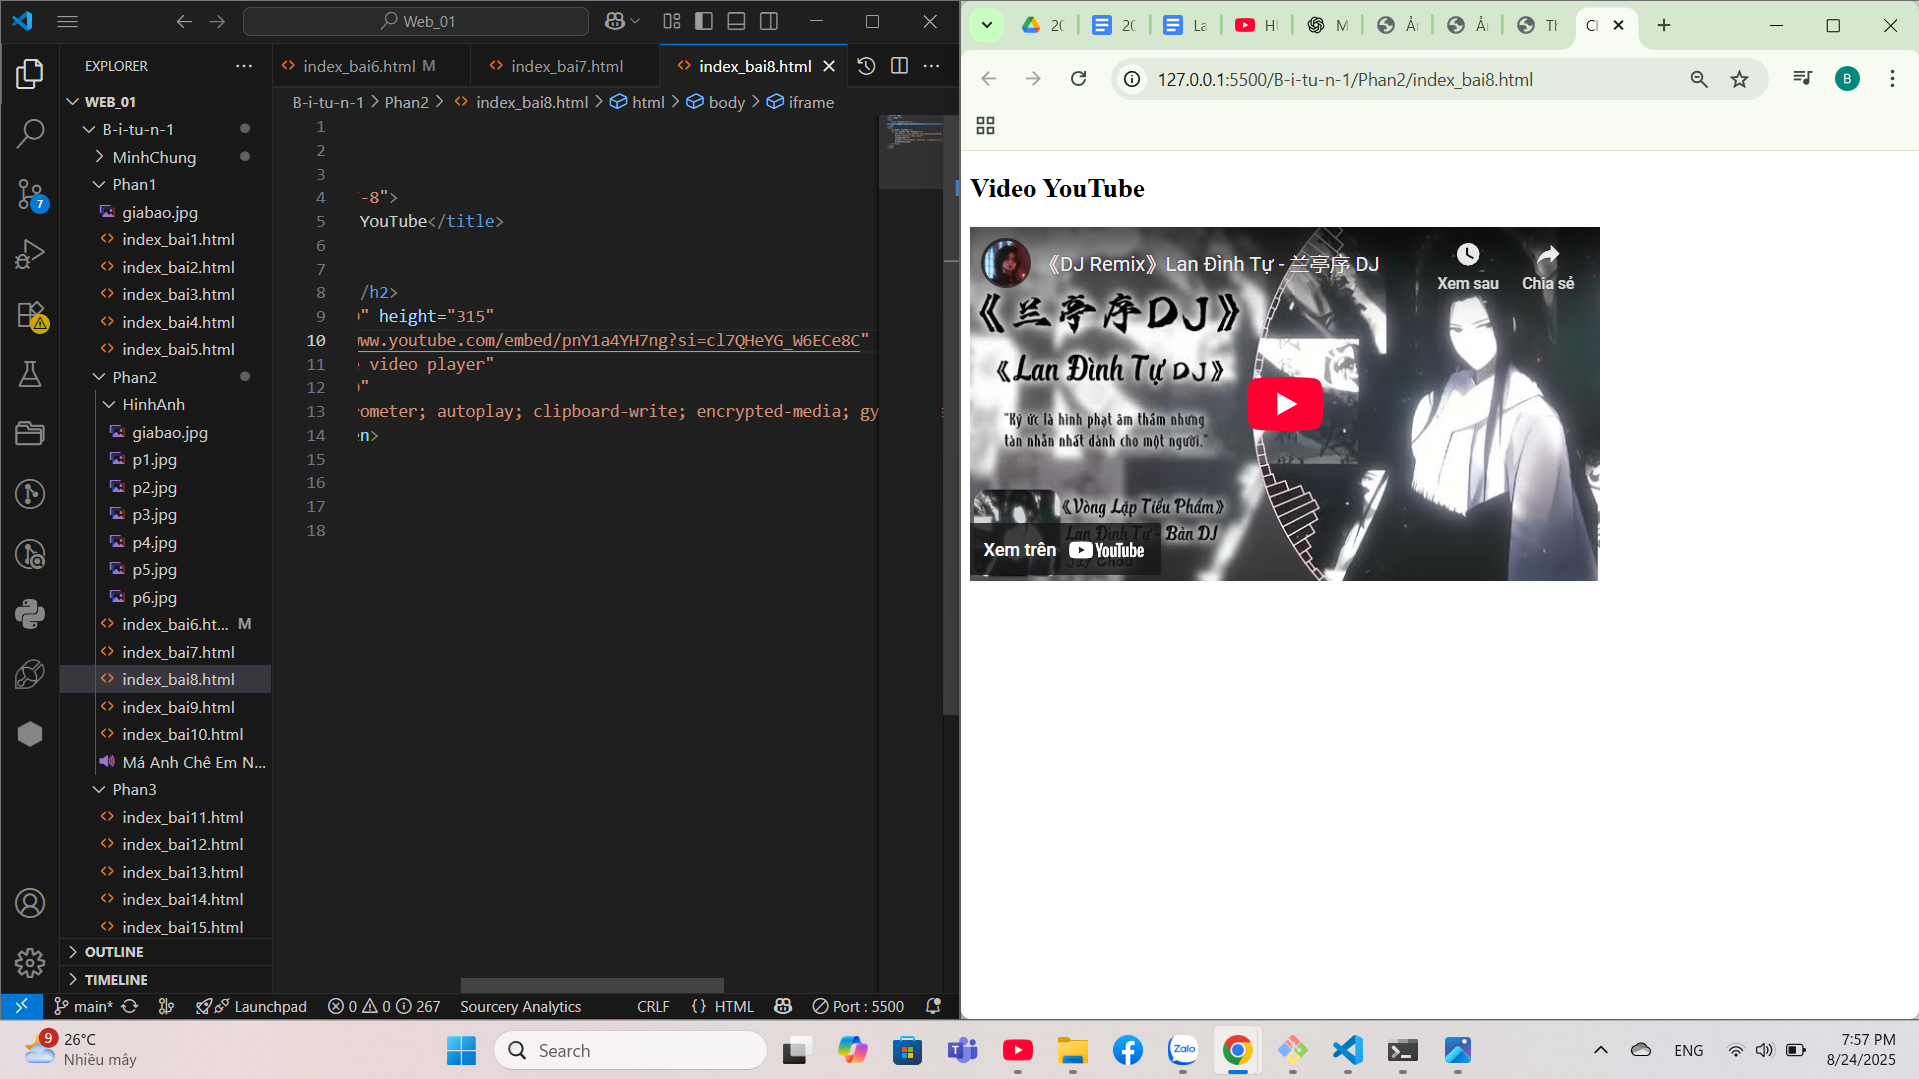 Web_01
EXPLORER
index_bai6.html M
index_bai7.html
index_bai8.html
B-i-tu-n-1 > Phan2 > index_bai8.html > html > body > iframe
WEB_01
B-i-tu-n-1
MinhChung
Phan1
giabao.jpg
index_bai1.html
index_bai2.html
index_bai3.html
index_bai4.html
index_bai5.html
Phan2
HinhAnh
giabao.jpg
p1.jpg
p2.jpg
p3.jpg
p4.jpg
p5.jpg
p6.jpg
index_bai6.ht... M
index_bai7.html
index_bai8.html
index_bai9.html
index_bai10.html
Má Anh Chê Em N...
Phan3
index_bai11.html
index_bai12.html
index_bai13.html
index_bai14.html
index_bai15.html
OUTLINE
TIMELINE
7
1
2
3
4 -8">
5 YouTube</title>
6
7
8 /h2>
9 " height="315"
10 ww.youtube.com/embed/pnY1a4YH7ng?si=cl7QHeYG_W6ECe8C"
11 video player"
12 "
13 rometer; autoplay; clipboard-write; encrypted-media; gy
14 en>
15
16
17
18
main* Launchpad 0 0 267 Sourcery Analytics CRLF {} HTML Port : 5500
20 20 La M Ả Ả Th
127.0.0.1:5500/B-i-tu-n-1/Phan2/index_bai8.html
B
Video YouTube
《DJ Remix》Lan Đình Tự - 兰亭序 DJ
Xem sau
Chia sẻ
《兰亭序DJ》
《Lan Đình Tự DJ》
"Ký ức là hình phạt âm thầm nhưng
tàn nhẫn nhất dành cho một người."
《Vòng Lặp Tiểu Phẩm》
Lan Đình Tự - Bản DJ
Jay Chou
Xem trên YouTube
9
26°C
Nhiều mây
Search
Zalo
ENG
7:57 PM
8/24/2025